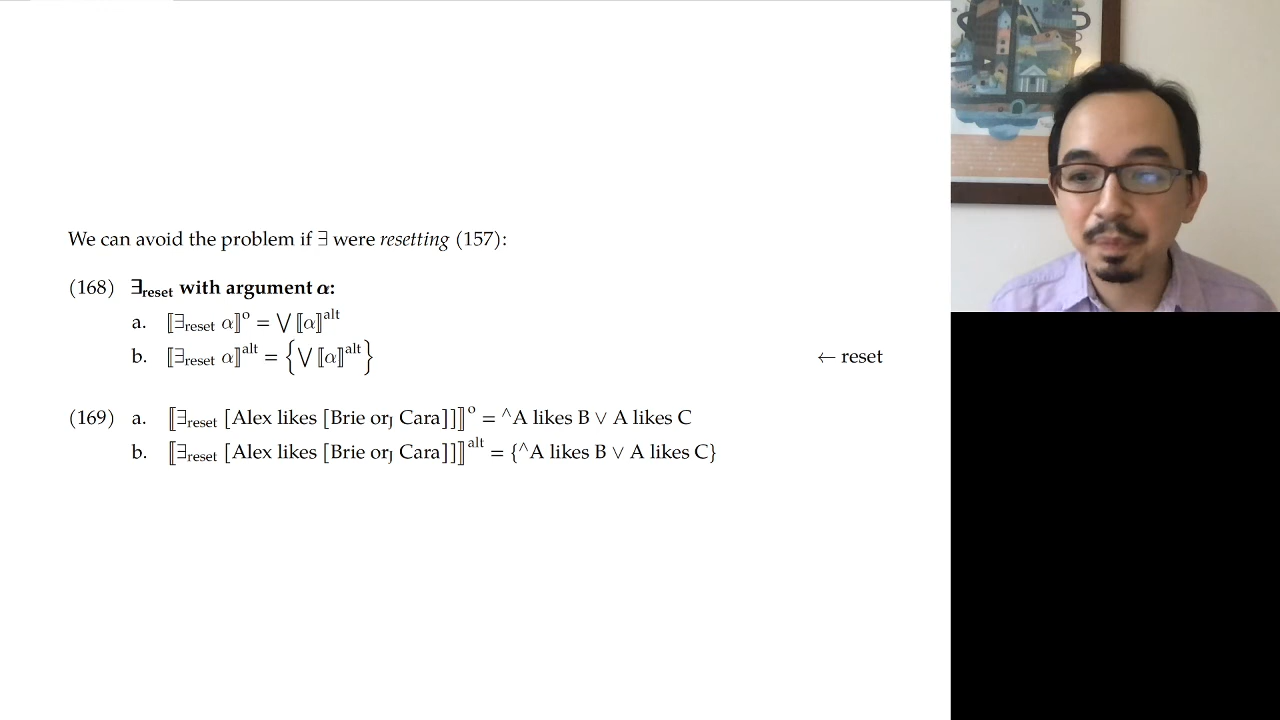 We can avoid the problem if ∃ were resetting (157):
(168) ∃reset with argument α:
a. ⟦∃reset α⟧ᵒ = ⋁ ⟦α⟧alt
b. ⟦∃reset α⟧alt = {⋁ ⟦α⟧alt} ← reset
(169) a. ⟦∃reset [Alex likes [Brie orJ Cara]]⟧ᵒ = ^A likes B ∨ A likes C
b. ⟦∃reset [Alex likes [Brie orJ Cara]]⟧alt = {^A likes B ∨ A likes C}